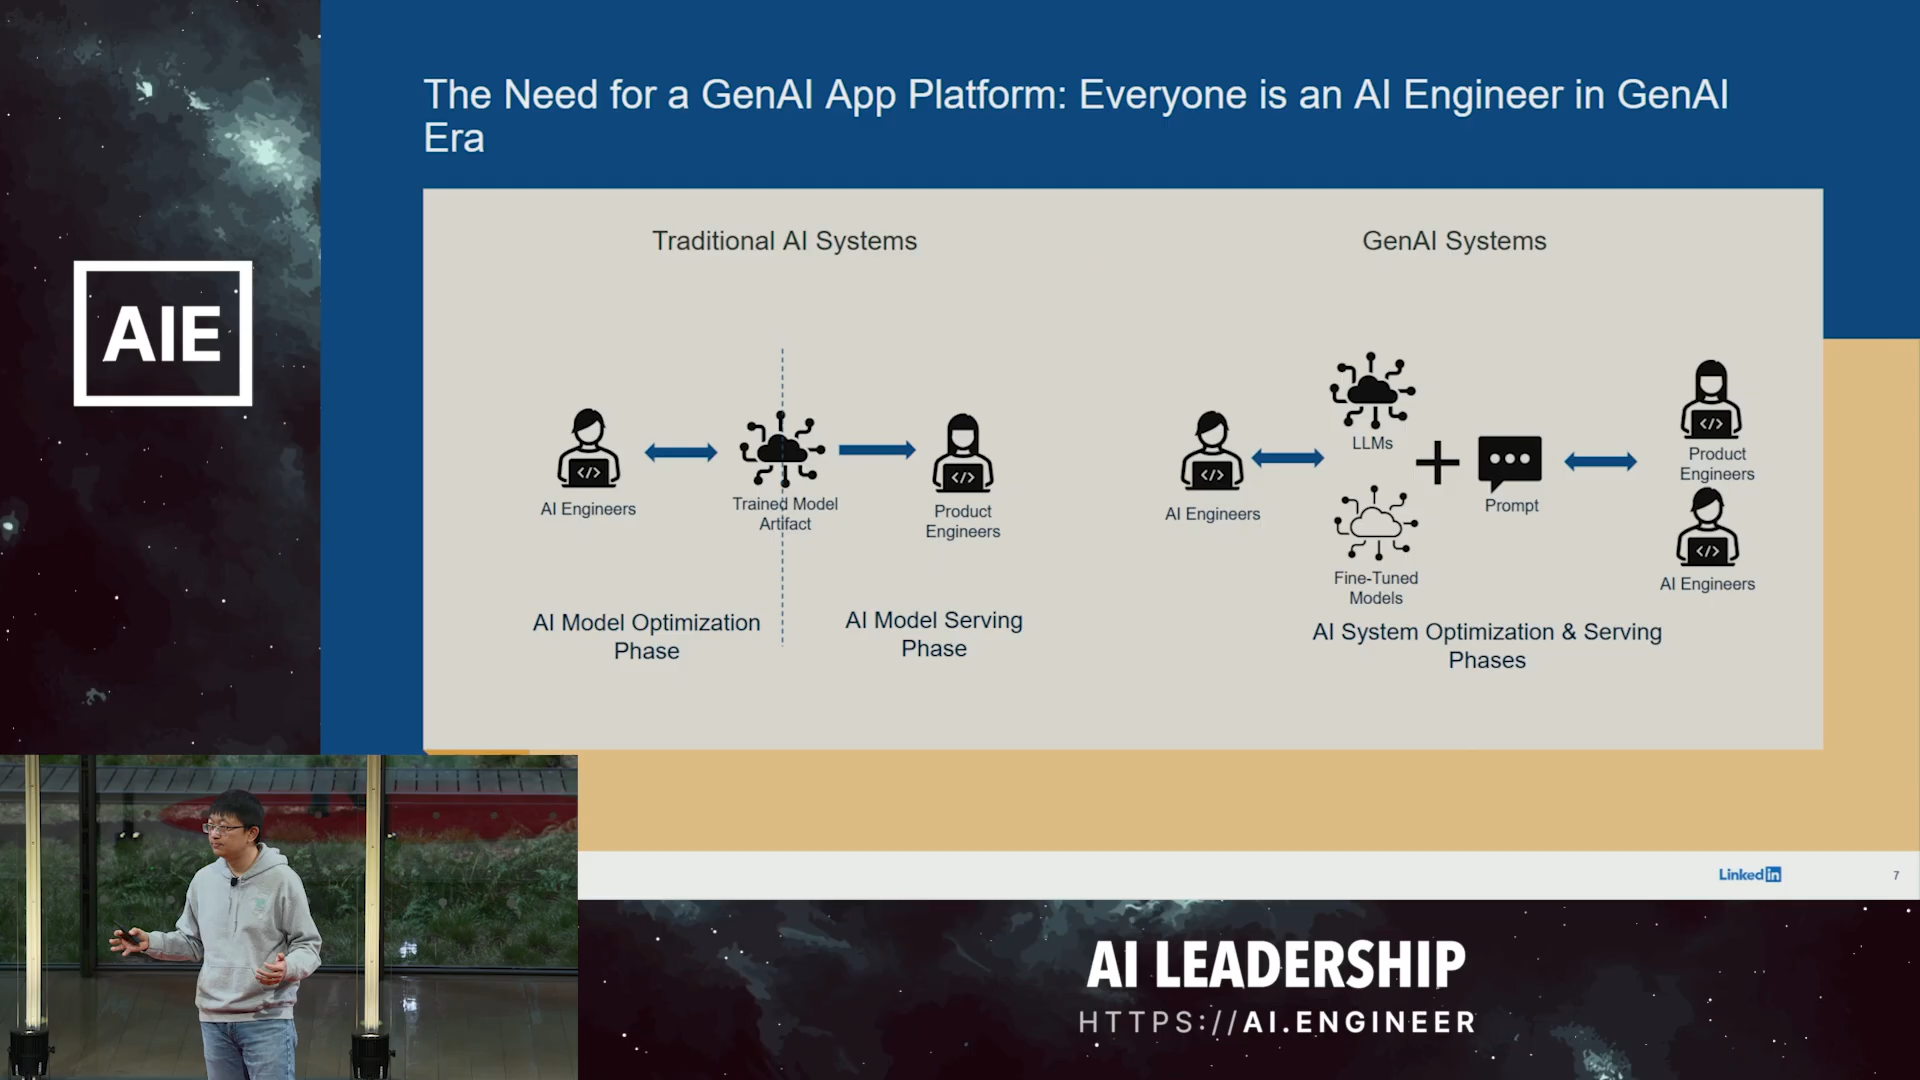 The Need for a GenAI App Platform: Everyone is an AI Engineer in GenAI
Era
AIE
Traditional AI Systems
AI Engineers
Trained Model
Artifact
Product
Engineers
AI Model Optimization
Phase
AI Model Serving
Phase
GenAI Systems
AI Engineers
LLMs
Fine-Tuned
Models
Prompt
Product
Engineers
AI Engineers
AI System Optimization & Serving
Phases
Linked in
7
AI LEADERSHIP
HTTPS://AI.ENGINEER